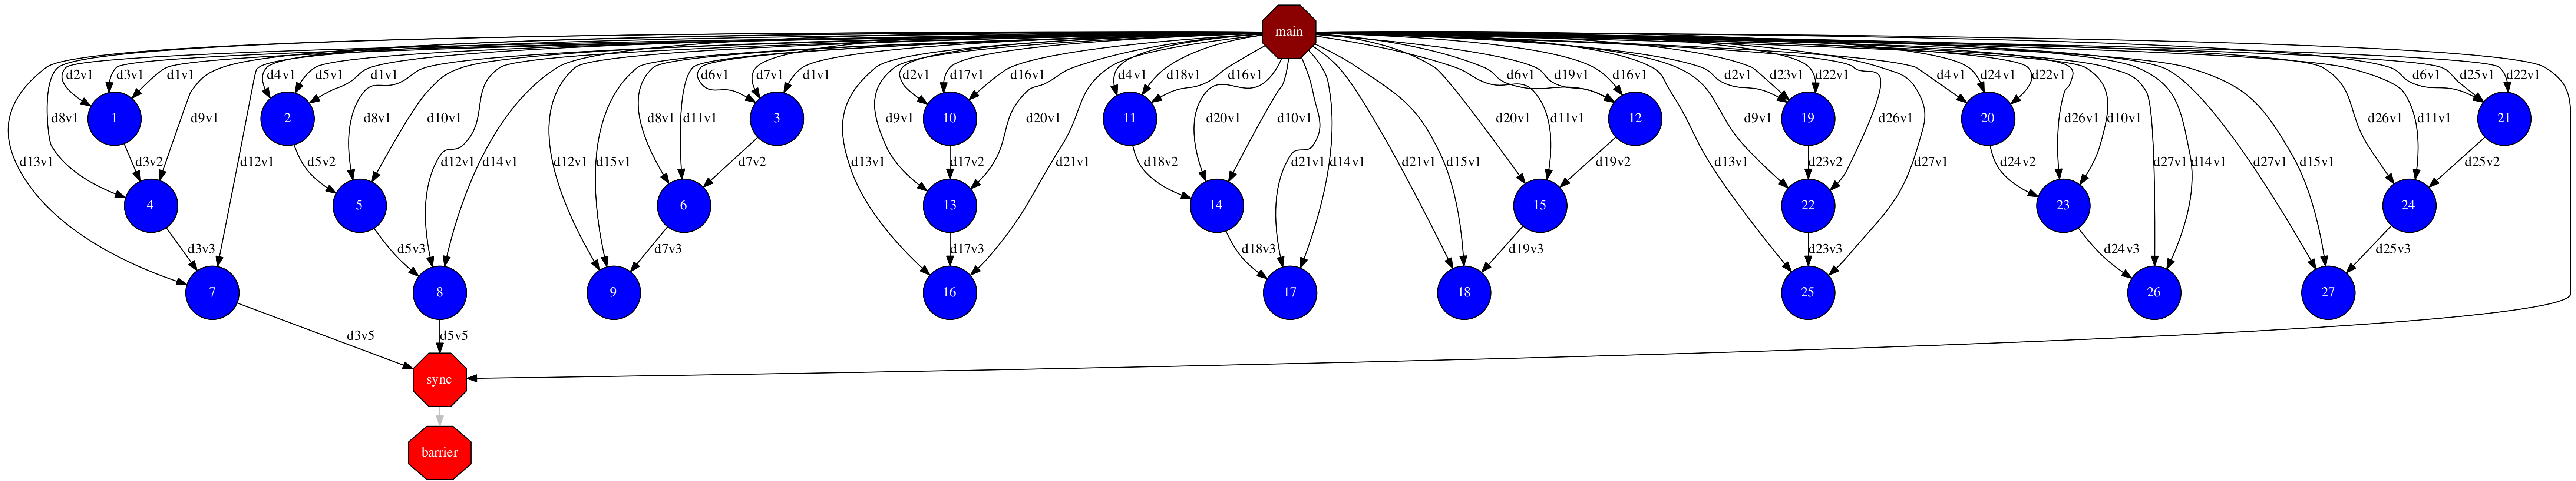 main
d2v1 d3v1 d1v1 d4v1 d5v1 d1v1 d6v1 d7v1 d1v1 d2v1 d17v1 d16v1 d4v1 d18v1 d16v1 d6v1 d19v1 d16v1 d2v1 d23v1 d22v1 d4v1 d24v1 d22v1 d6v1 d25v1 d22v1
1 2 3 10 11 12 19 20 21
d8v1 d9v1 d8v1 d10v1 d8v1 d11v1 d9v1 d20v1 d20v1 d10v1 d20v1 d11v1 d9v1 d26v1 d26v1 d10v1 d26v1 d11v1
d13v1 d3v2 d12v1 d5v2 d12v1 d14v1 d12v1 d15v1 d7v2 d13v1 d17v2 d21v1 d18v2 d21v1 d14v1 d21v1 d15v1 d19v2 d13v1 d23v2 d27v1 d24v2 d27v1 d14v1 d27v1 d15v1 d25v2
4 5 6 13 14 15 22 23 24
d3v3 d5v3 d7v3 d17v3 d18v3 d19v3 d23v3 d24v3 d25v3
7 8 9 16 17 18 25 26 27
d3v5 d5v5
sync
barrier